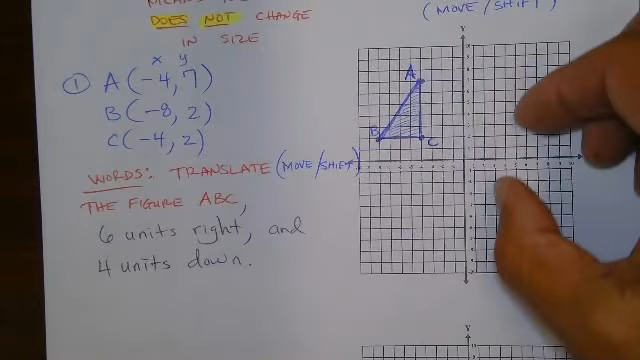 MEANS
DOES NOT CHANGE
IN SIZE
(MOVE/SHIFT)
x y
① A(-4, 7)
B(-8, 2)
C(-4, 2)
WORDS: TRANSLATE (MOVE/SHIFT)
THE FIGURE ABC,
6 units right, and
4 units down.
Y
A
B
C
Y